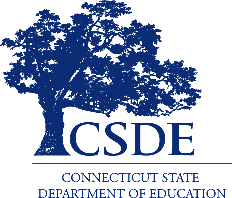 CSDE
CONNECTICUT STATE
DEPARTMENT OF EDUCATION